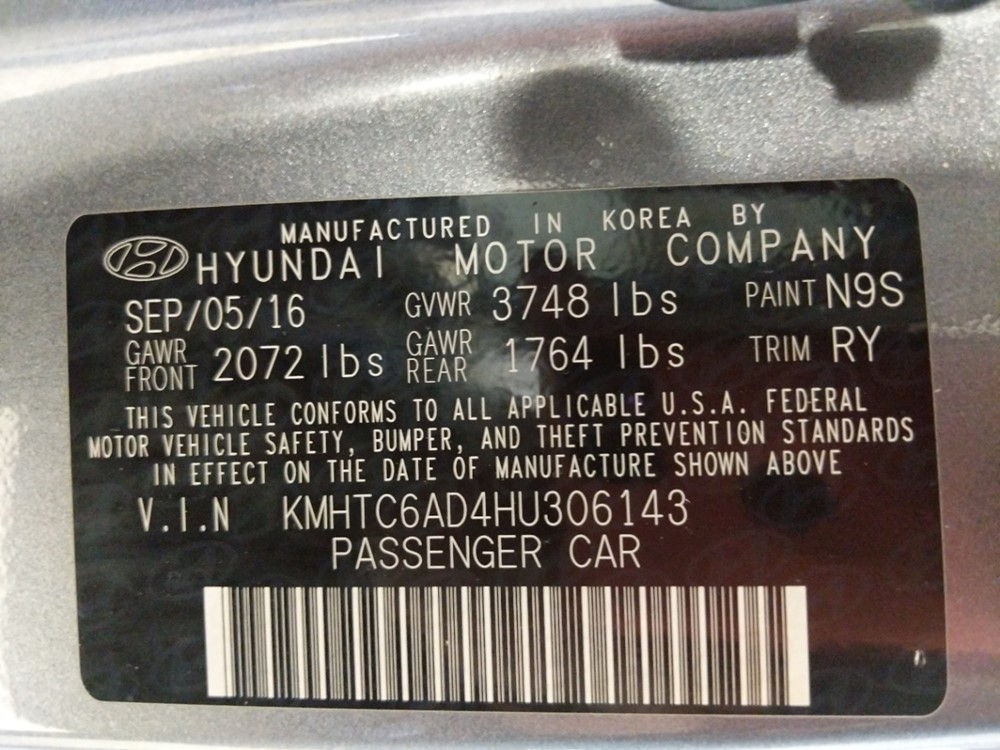 MANUFACTURED IN KOREA BY
HYUNDAI MOTOR COMPANY
SEP/05/16 GVWR 3748 lbs PAINT N9S
GAWR FRONT 2072 lbs GAWR REAR 1764 lbs TRIM RY
THIS VEHICLE CONFORMS TO ALL APPLICABLE U.S.A. FEDERAL
MOTOR VEHICLE SAFETY, BUMPER, AND THEFT PREVENTION STANDARDS
IN EFFECT ON THE DATE OF MANUFACTURE SHOWN ABOVE
V.I.N KMHTC6AD4HU306143
PASSENGER CAR